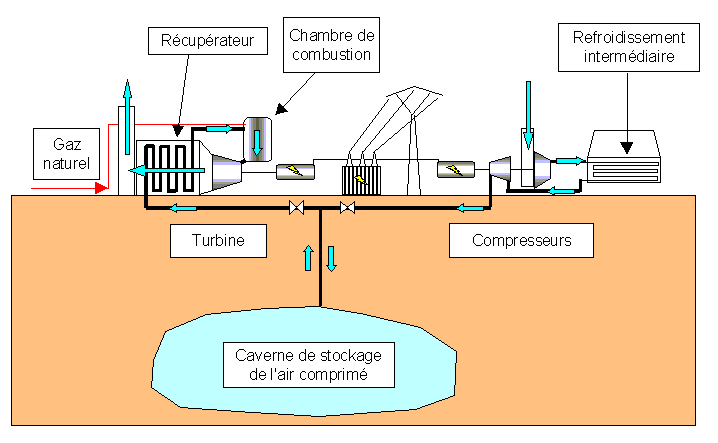 Récupérateur
Chambre de
combustion
Refroidissement
intermédiaire
Gaz
naturel
Turbine
Compresseurs
Caverne de stockage
de l'air comprimé